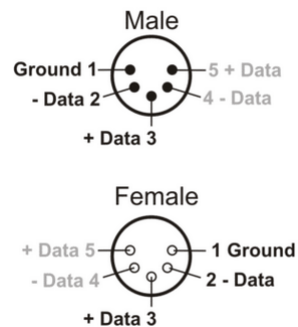 Male
Ground 1 5 + Data
- Data 2 4 - Data
+ Data 3
Female
+ Data 5 1 Ground
- Data 4 2 - Data
+ Data 3